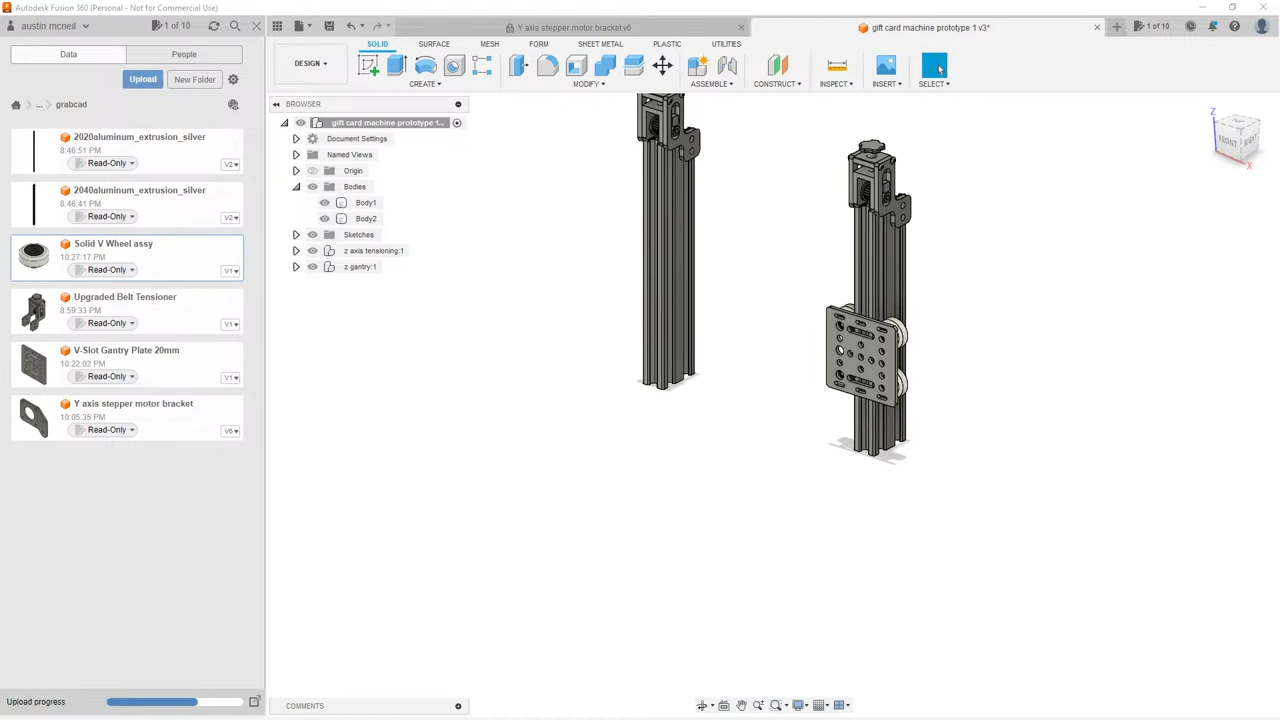 Autodesk Fusion 360 (Personal - Not for Commercial Use)
austin mcneil
1 of 10
Y axis stepper motor bracket v6
gift card machine prototype 1 v3*
1 of 10
Data
People
Upload
New Folder
... grabcad
DESIGN
SOLID
SURFACE
MESH
FORM
SHEET METAL
PLASTIC
UTILITIES
CREATE
MODIFY
ASSEMBLE
CONSTRUCT
INSPECT
INSERT
SELECT
BROWSER
gift card machine prototype 1...
Document Settings
Named Views
Origin
Bodies
Body1
Body2
Sketches
z axis tensioning:1
z gantry:1
2020aluminum_extrusion_silver
8:46:51 PM
Read-Only
V2
2040aluminum_extrusion_silver
8:46:41 PM
Read-Only
V2
Solid V Wheel assy
10:27:17 PM
Read-Only
V1
Upgraded Belt Tensioner
8:59:33 PM
Read-Only
V1
V-Slot Gantry Plate 20mm
10:22:02 PM
Read-Only
V1
Y axis stepper motor bracket
10:05:35 PM
Read-Only
V6
Z
FRONT
RIGHT
X
Upload progress
COMMENTS